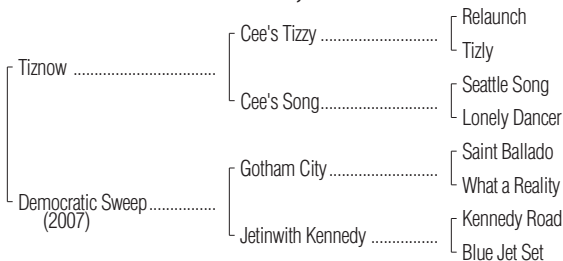 Relaunch
Cee's Tizzy ..........................
Tizly
Tiznow ................................
Seattle Song
Cee's Song..........................
Lonely Dancer
Saint Ballado
Gotham City........................
What a Reality
Democratic Sweep...............
(2007)
Kennedy Road
Jetinwith Kennedy ...............
Blue Jet Set